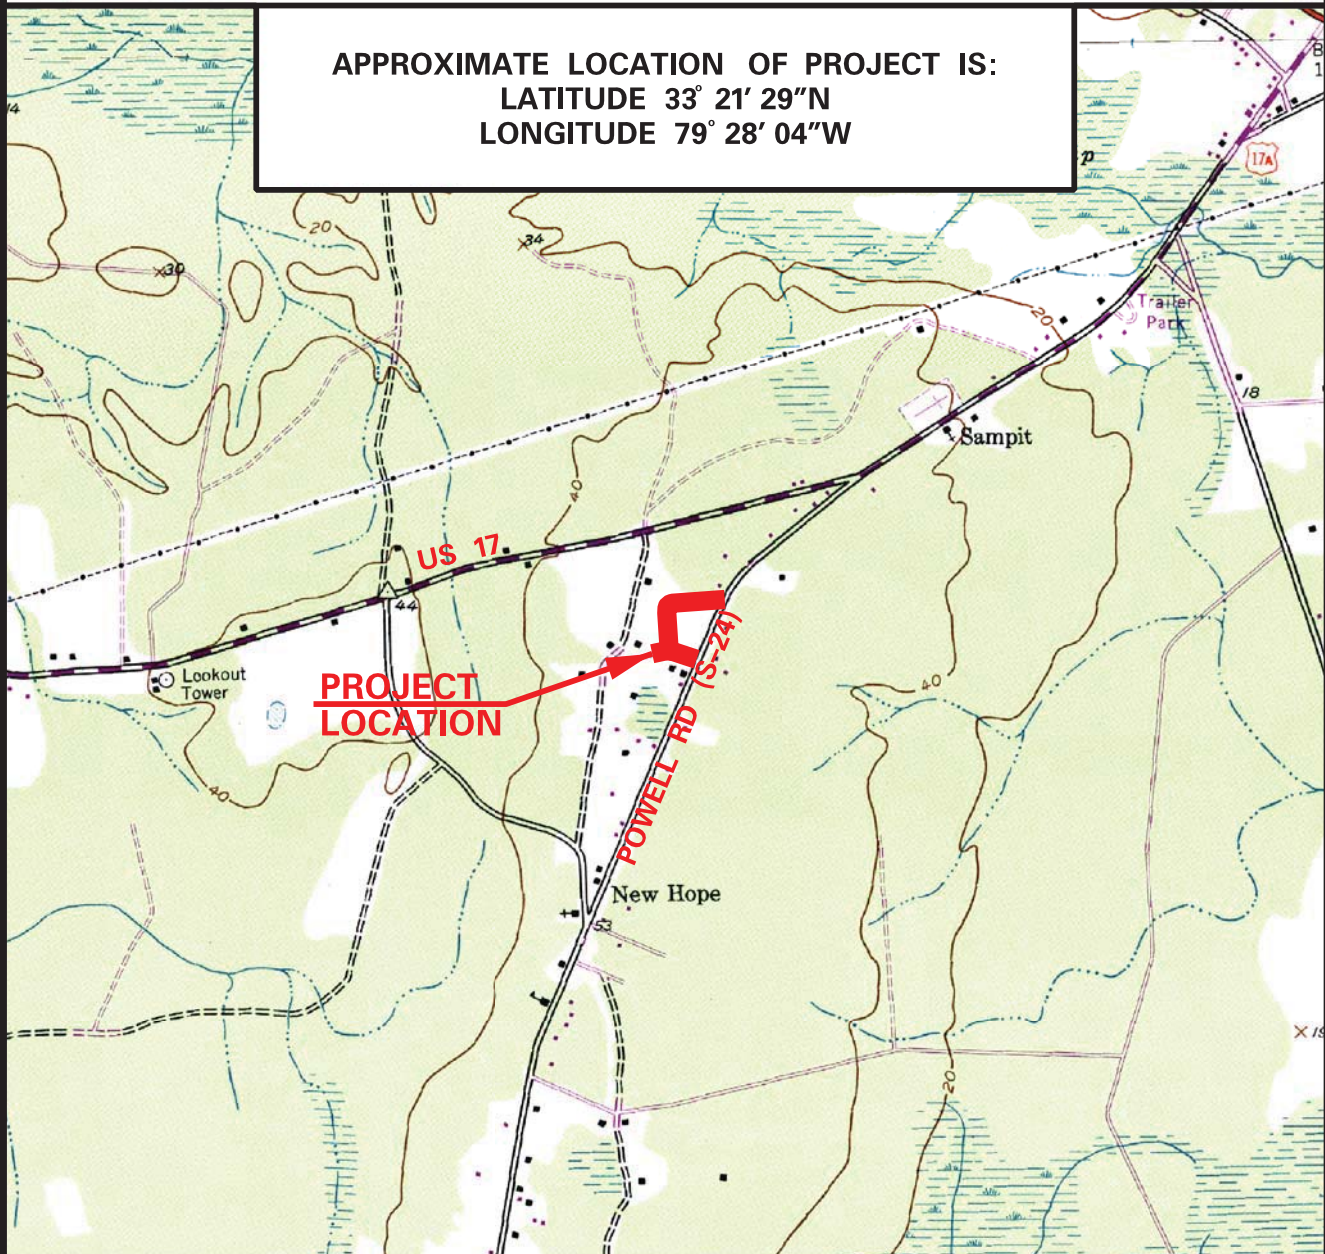 APPROXIMATE LOCATION OF PROJECT IS:
LATITUDE 33° 21' 29"N
LONGITUDE 79° 28' 04"W
17A
20
34
30
Trailer
Park
20
18
Sampit
40
US 17
44
Lookout
Tower
PROJECT
LOCATION
POWELL RD (S-24)
40
40
New Hope
53
20